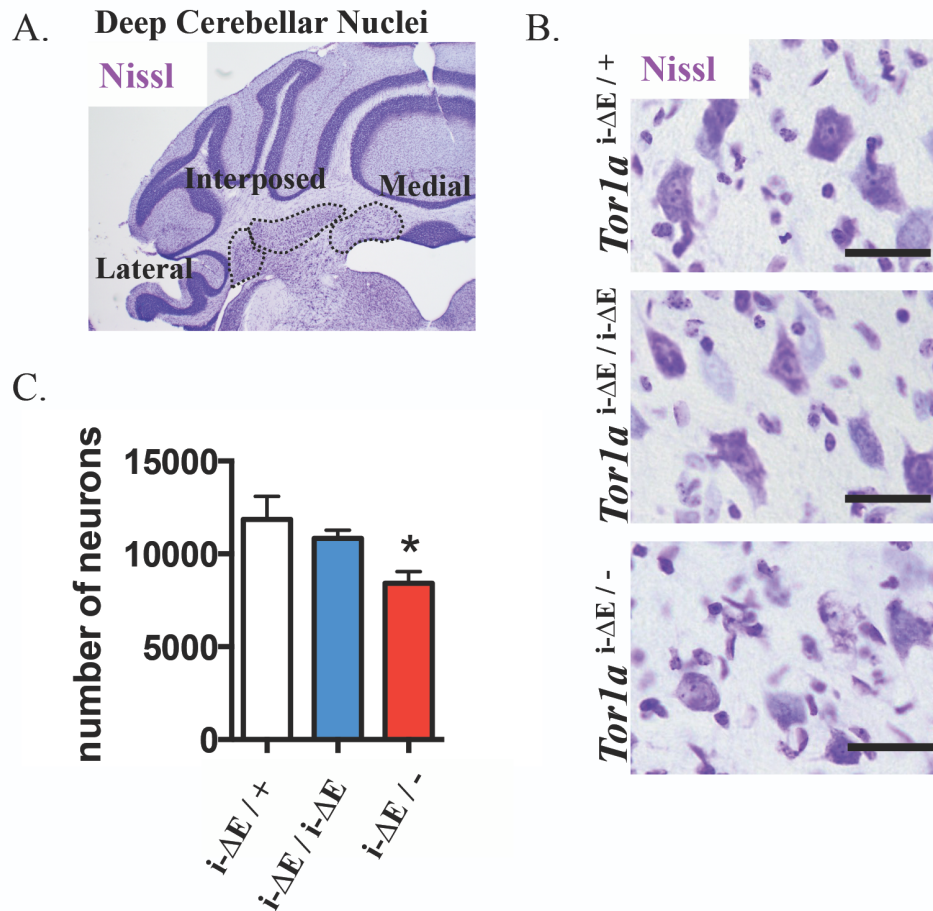 A.
Deep Cerebellar Nuclei
Nissl
Interposed
Medial
Lateral
B.
Nissl
Tor1a i-ΔE / +
Tor1a i-ΔE / i-ΔE
Tor1a i-ΔE / -
C.
number of neurons
15000
10000
5000
0
*
i-ΔE / +
i-ΔE / i-ΔE
i-ΔE / -